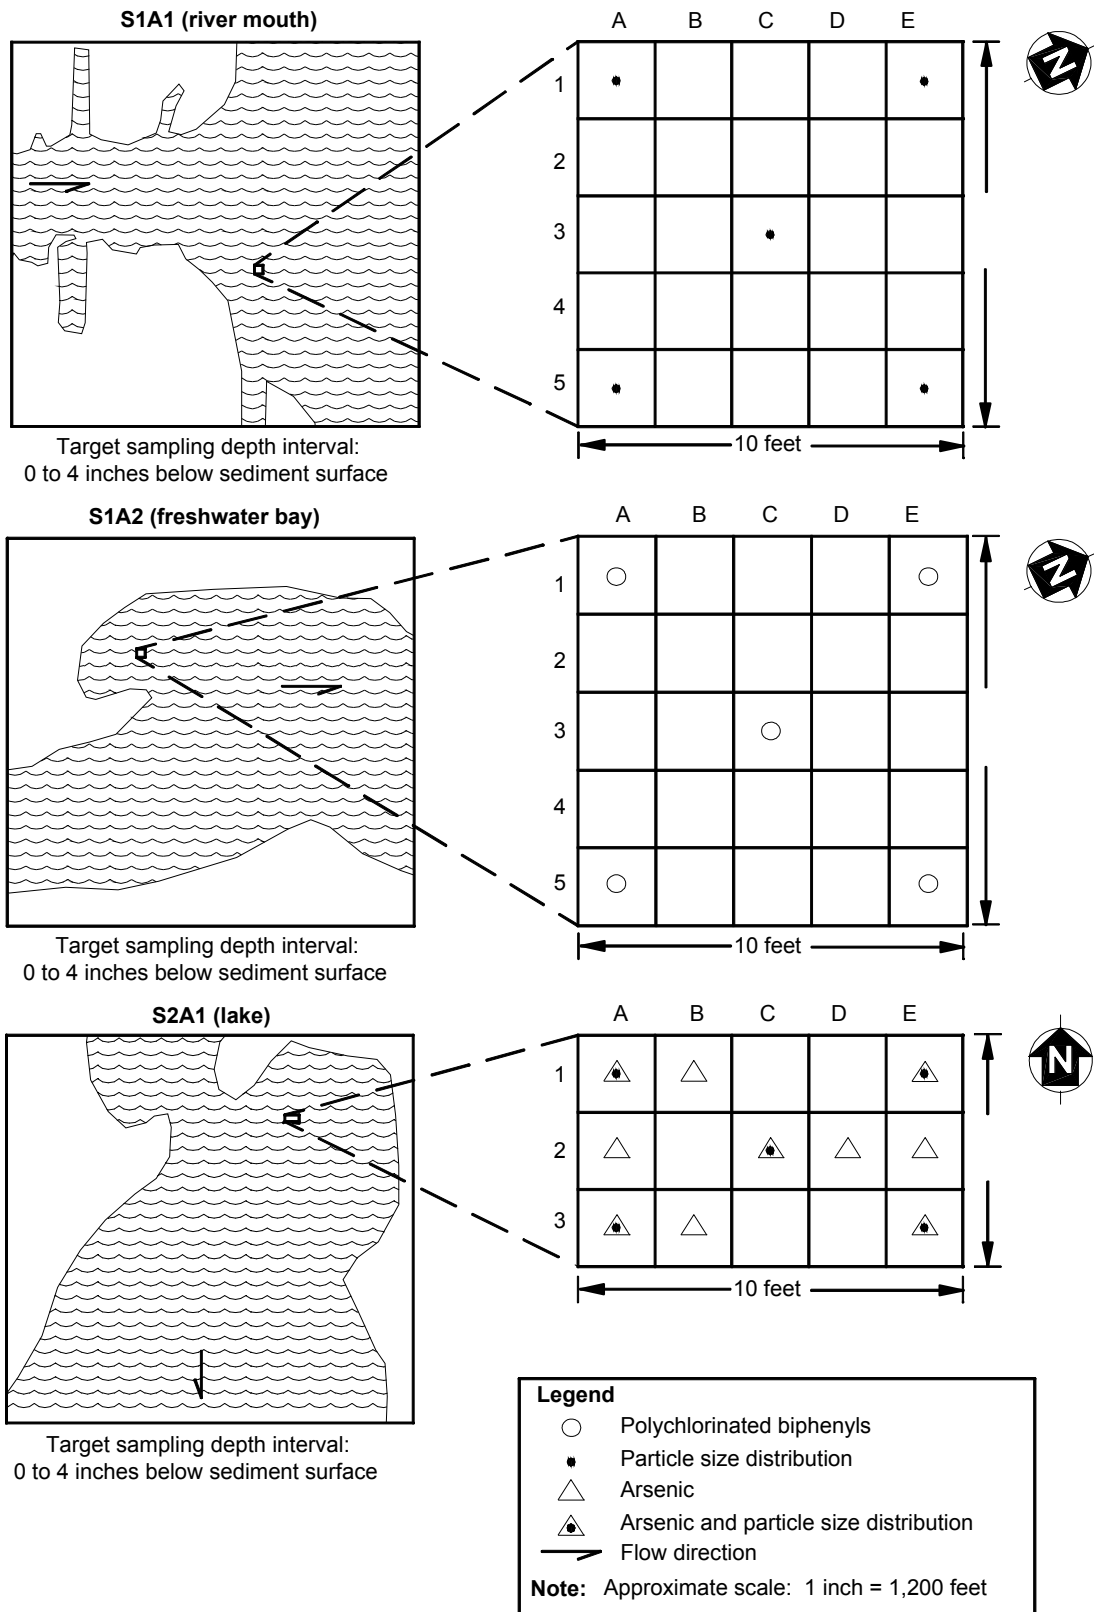 S1A1 (river mouth)
A B C D E
N
1
2
3
4
5
10 feet
Target sampling depth interval:
0 to 4 inches below sediment surface
S1A2 (freshwater bay)
A B C D E
N
1
2
3
4
5
10 feet
Target sampling depth interval:
0 to 4 inches below sediment surface
S2A1 (lake)
A B C D E
N
1
2
3
10 feet
Target sampling depth interval:
0 to 4 inches below sediment surface
Legend
Polychlorinated biphenyls
Particle size distribution
Arsenic
Arsenic and particle size distribution
Flow direction
Note: Approximate scale: 1 inch = 1,200 feet